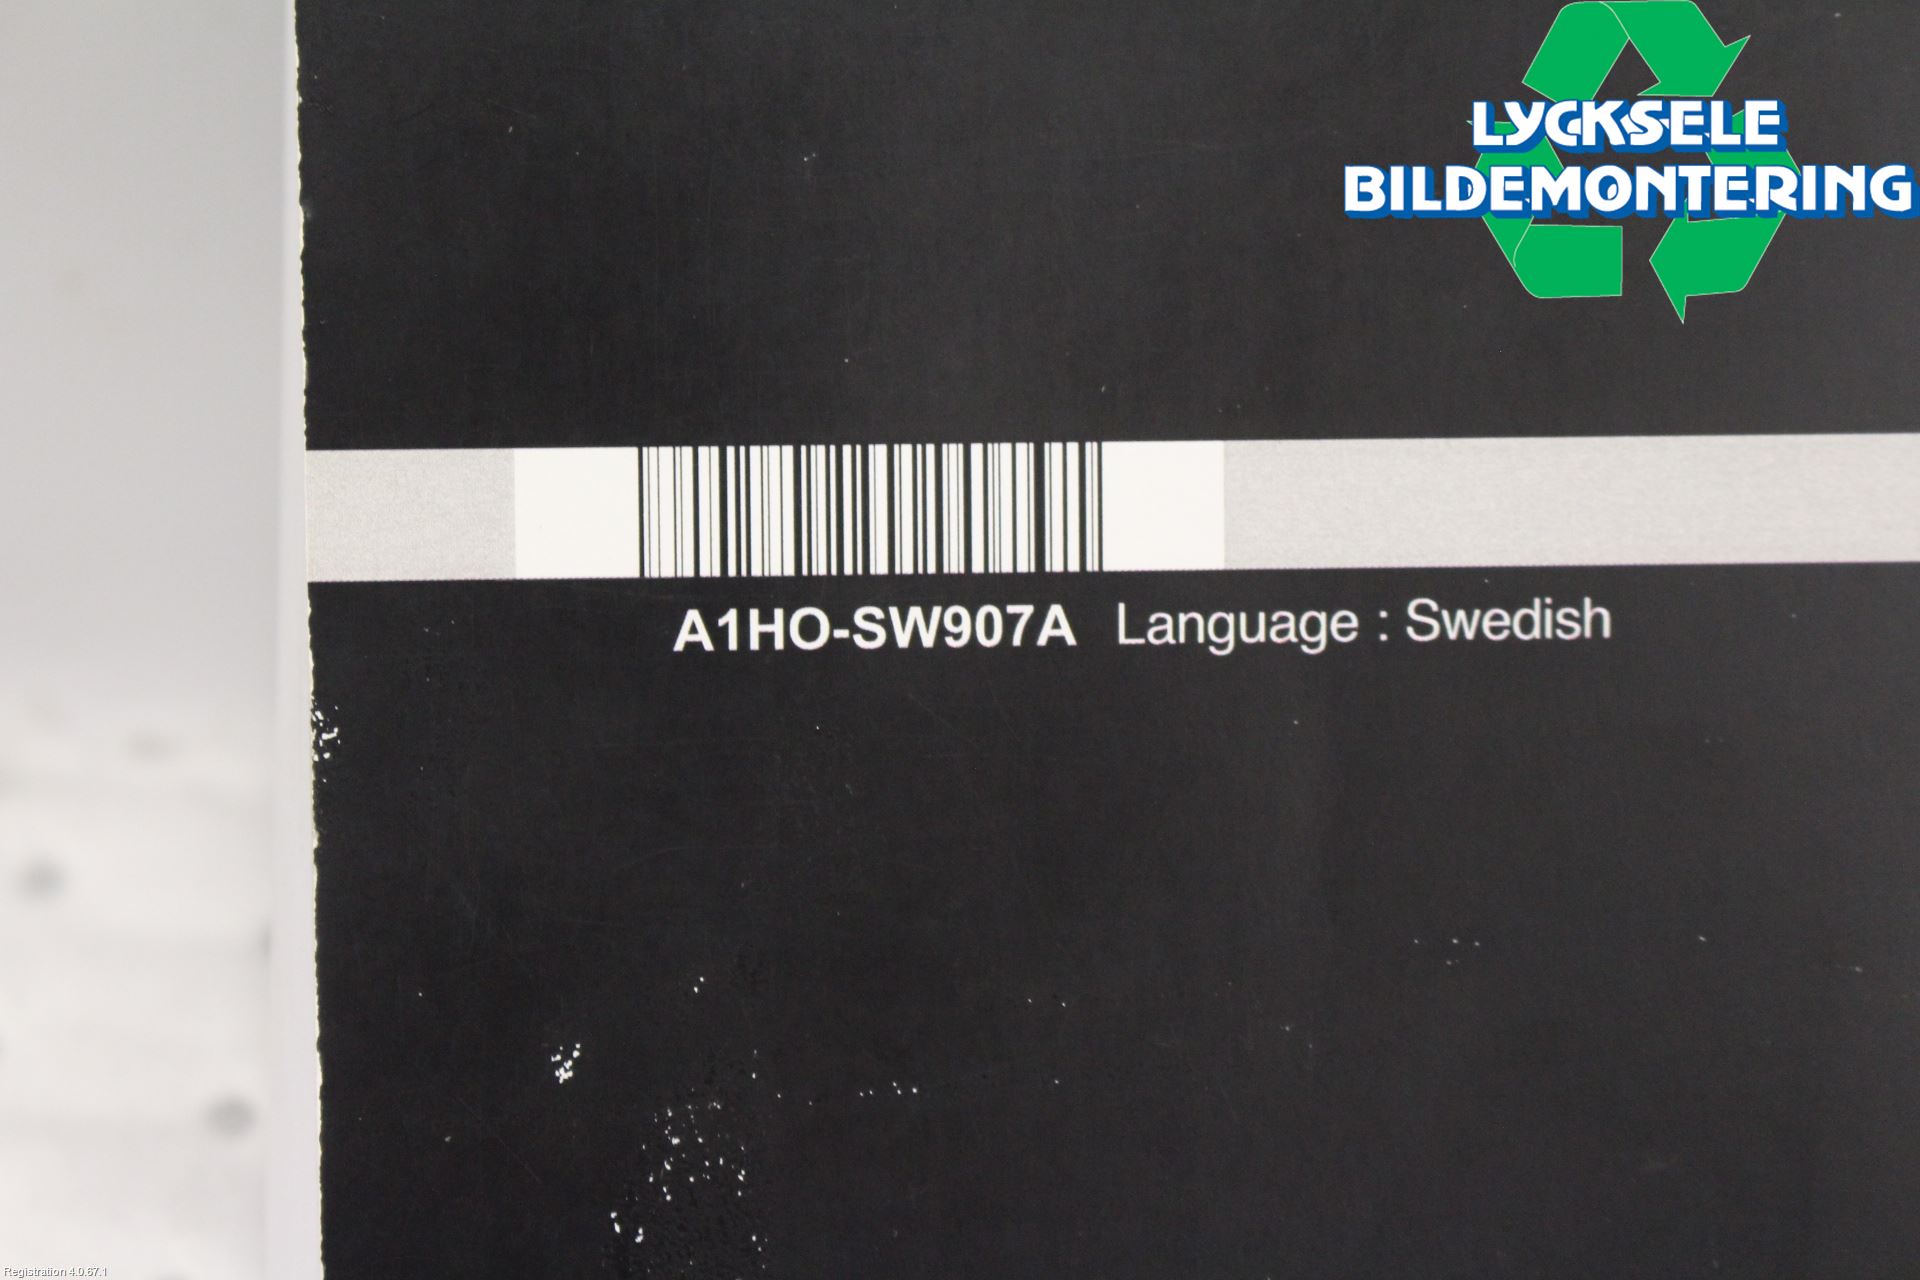 LYCKSELE
BILDEMONTERING
A1HO-SW907A Language : Swedish
Registration 4.0.67.1